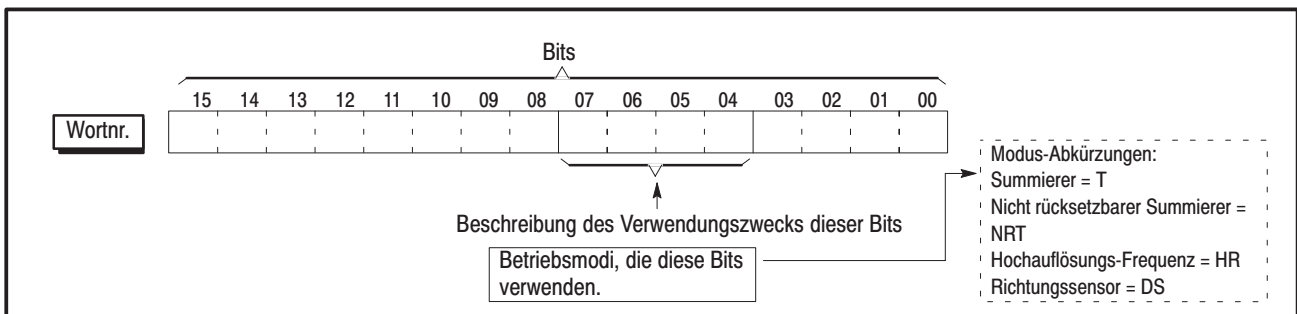 Bits
15 14 13 12 11 10 09 08 07 06 05 04 03 02 01 00
Wortnr.
Beschreibung des Verwendungszwecks dieser Bits
Betriebsmodi, die diese Bits
verwenden.
Modus-Abkürzungen:
Summierer = T
Nicht rücksetzbarer Summierer =
NRT
Hochauflösungs-Frequenz = HR
Richtungssensor = DS